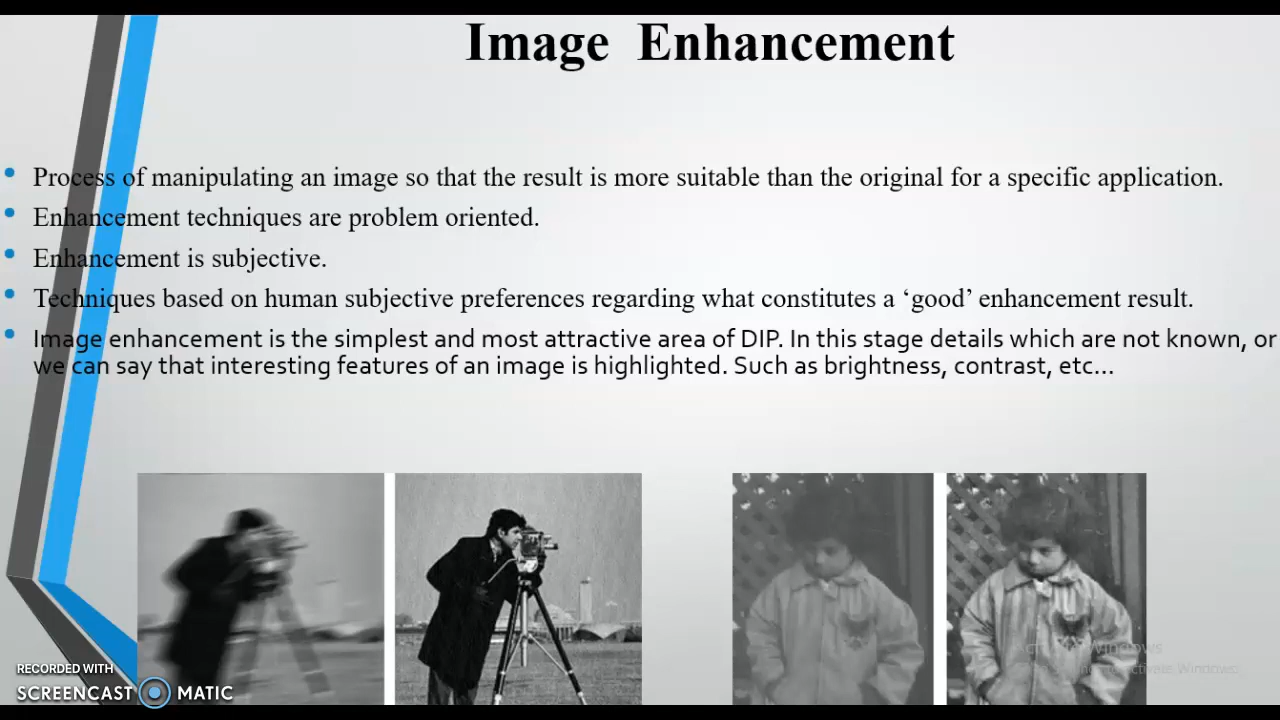 Image Enhancement
• Process of manipulating an image so that the result is more suitable than the original for a specific application.
• Enhancement techniques are problem oriented.
• Enhancement is subjective.
• Techniques based on human subjective preferences regarding what constitutes a ‘good’ enhancement result.
• Image enhancement is the simplest and most attractive area of DIP. In this stage details which are not known, or
we can say that interesting features of an image is highlighted. Such as brightness, contrast, etc...
RECORDED WITH
SCREENCAST MATIC
Windows
Windows